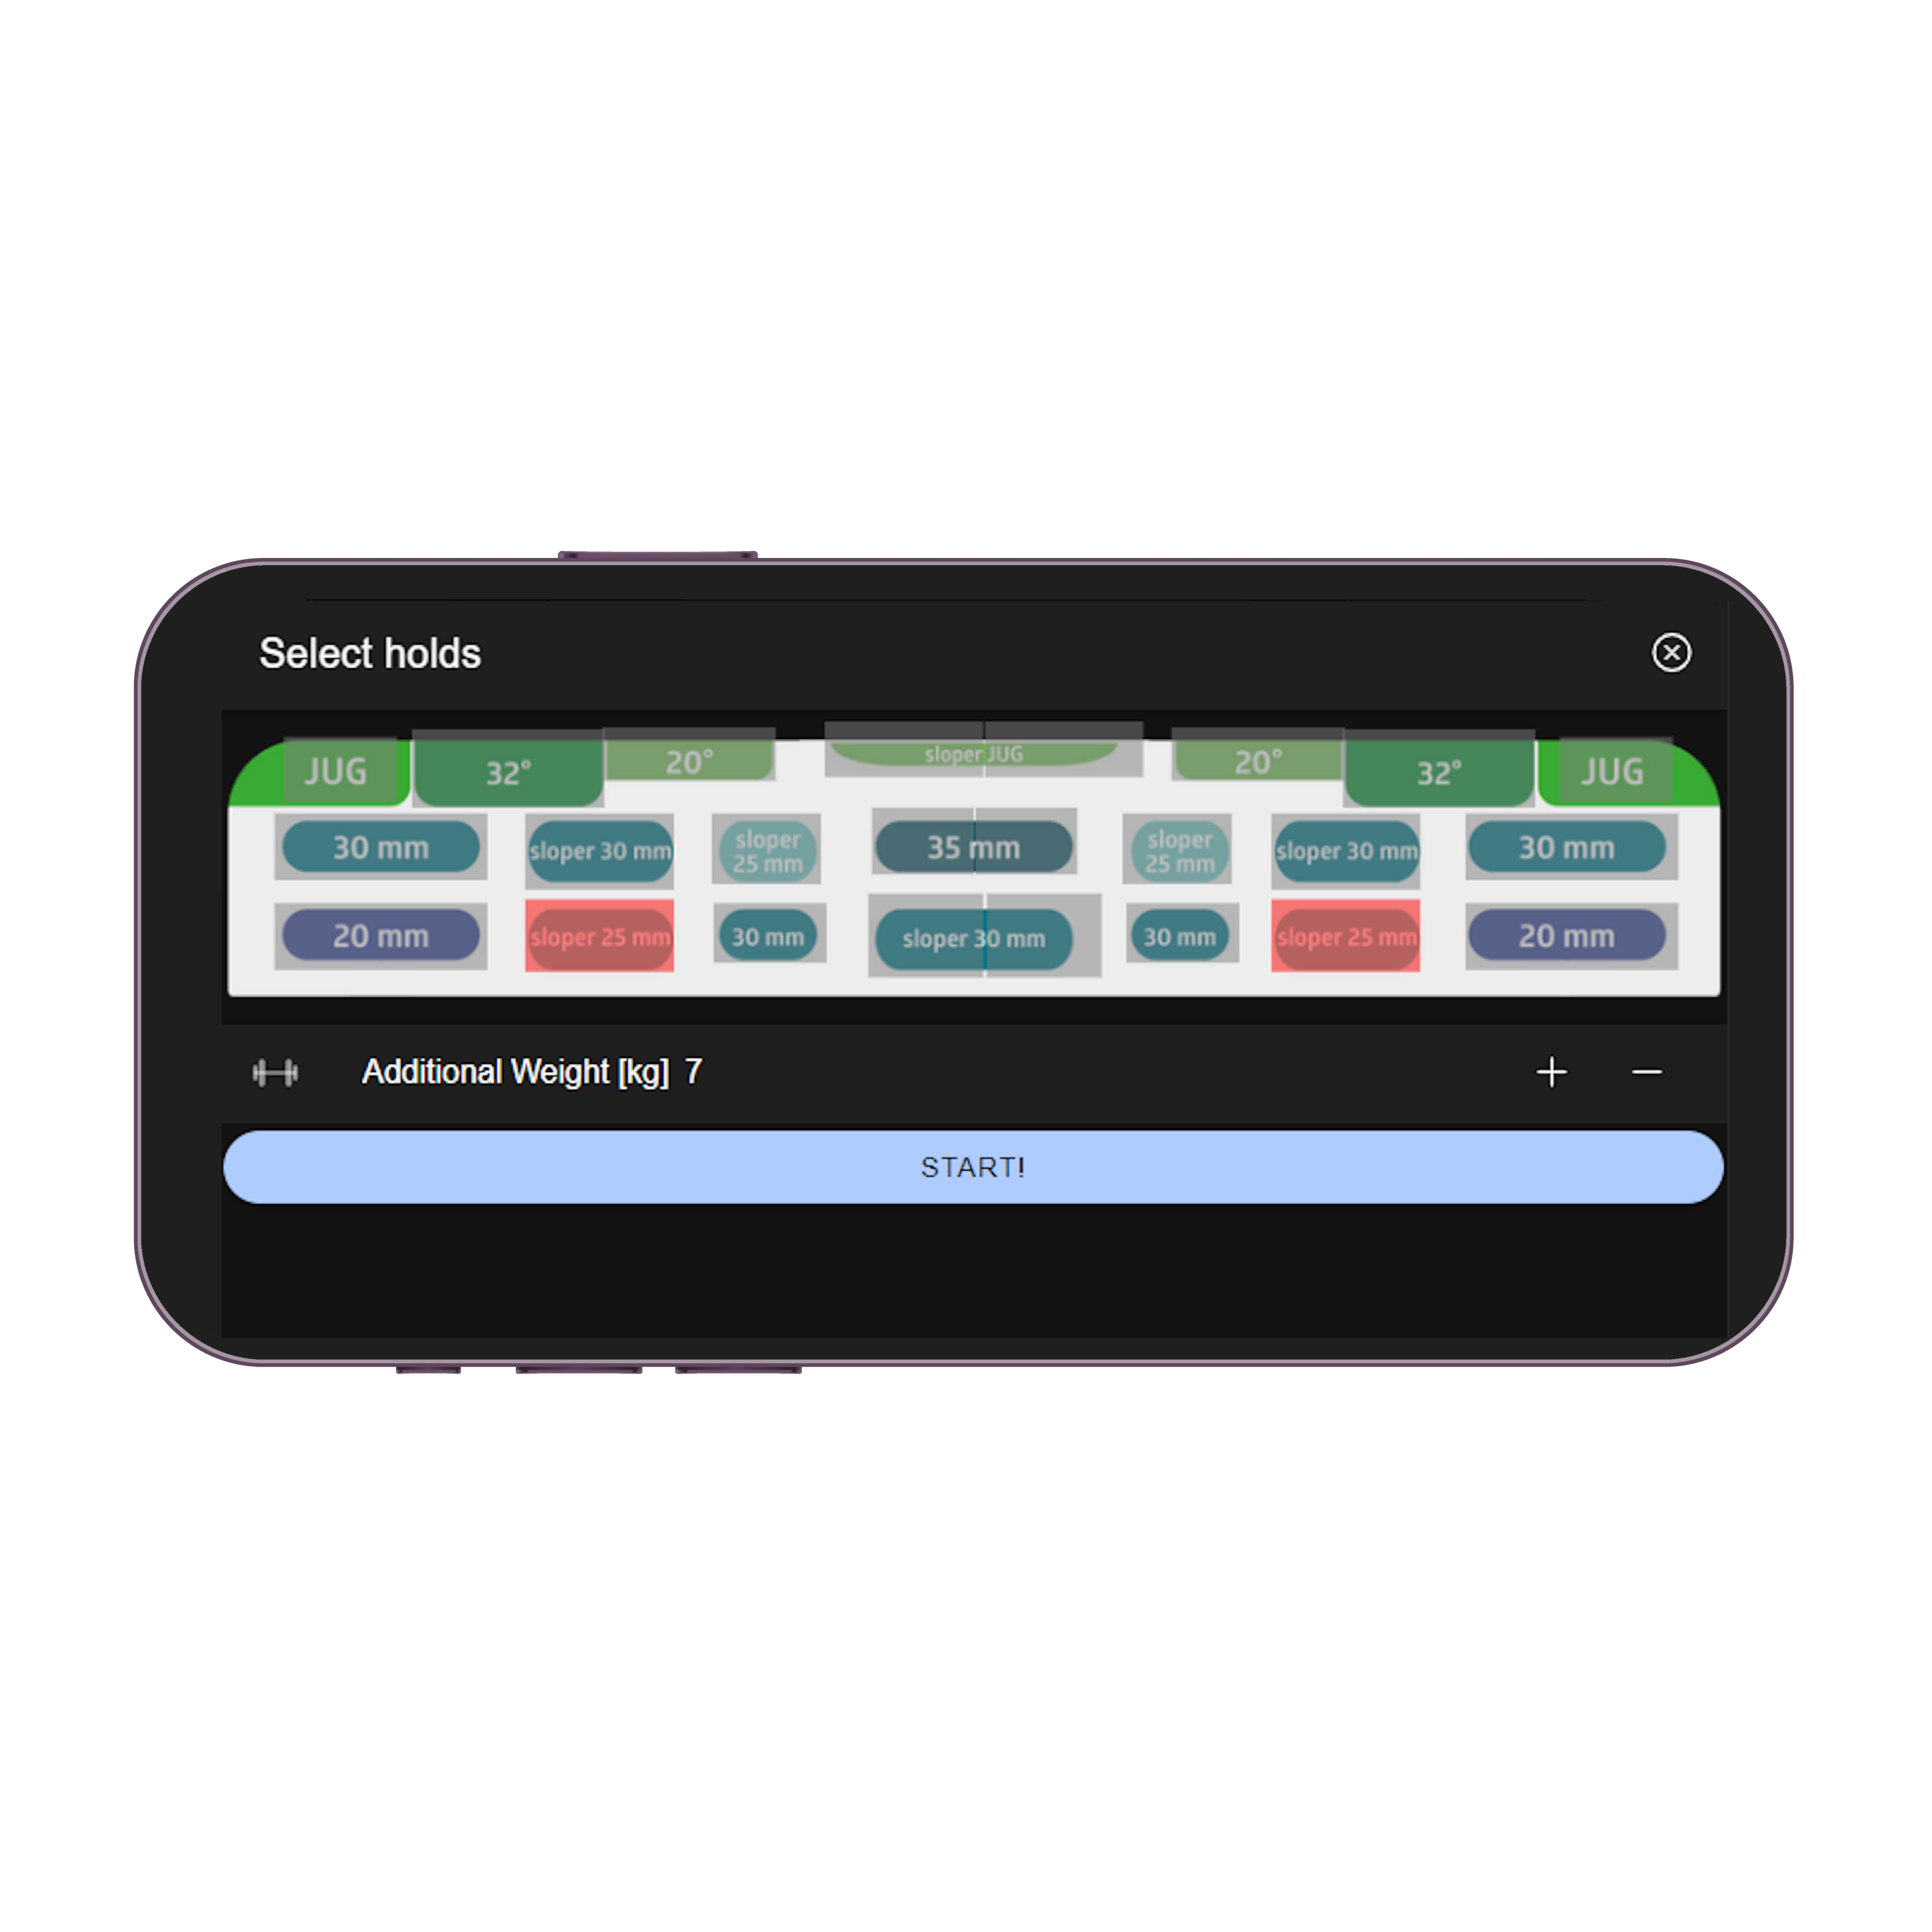 Select holds
JUG 32° 20° sloper JUG 20° 32° JUG
30 mm sloper 30 mm sloper 25 mm 35 mm sloper 25 mm sloper 30 mm 30 mm
20 mm sloper 25 mm 30 mm sloper 30 mm 30 mm sloper 25 mm 20 mm
Additional Weight [kg] 7
START!